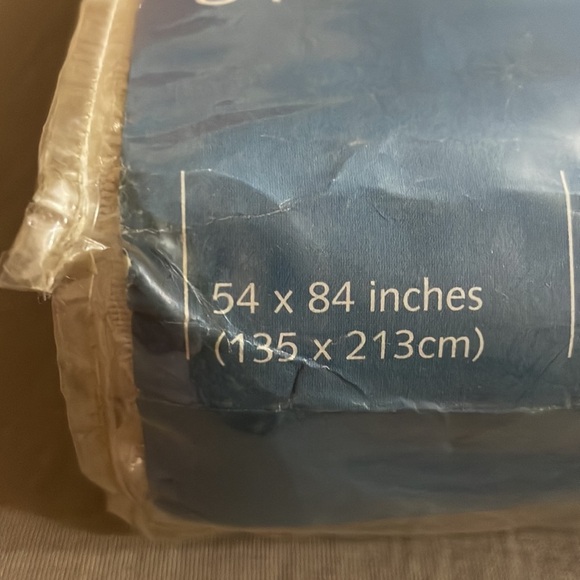 54 x 84 inches
(135 x 213cm)